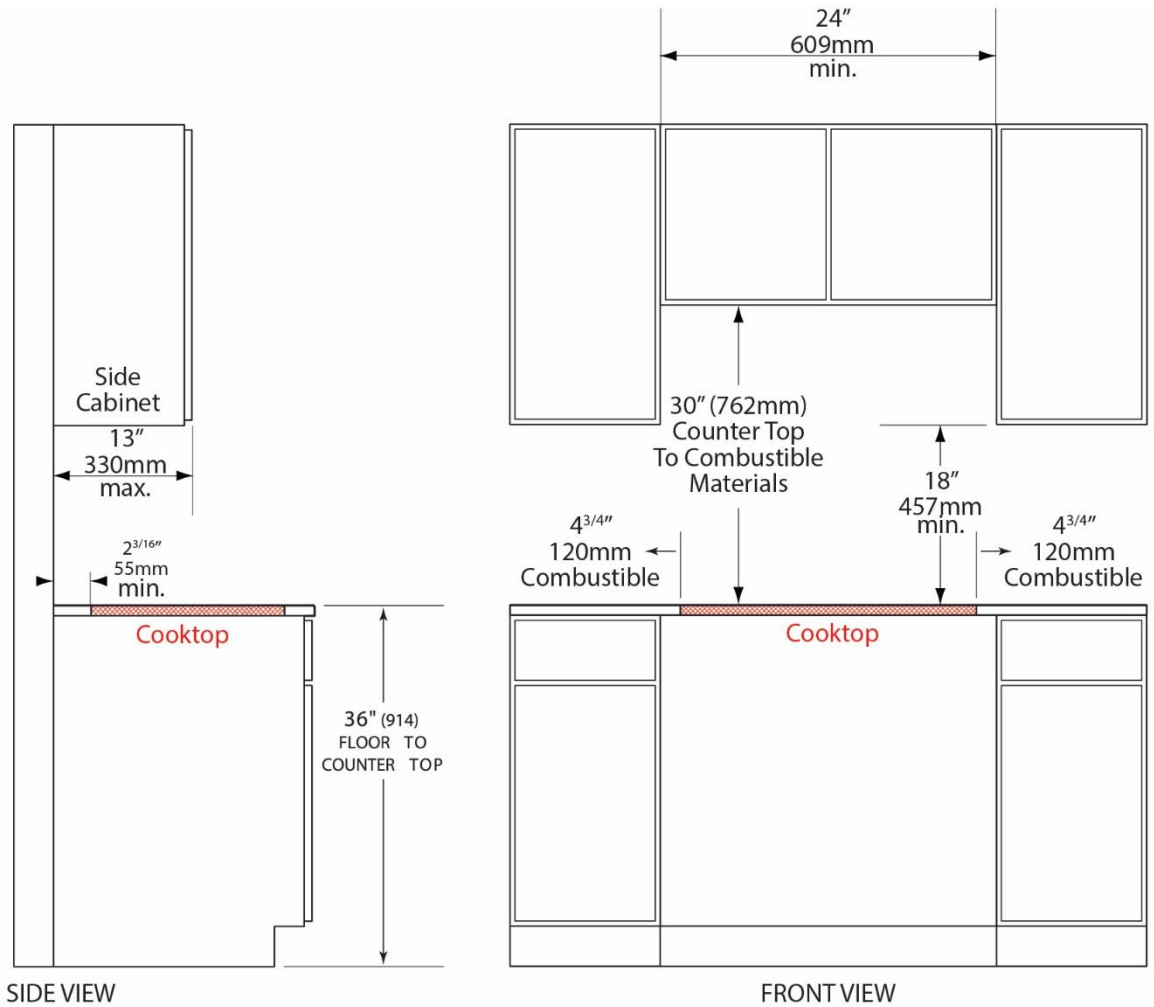 24"
609mm
min.
Side
Cabinet
13"
330mm
max.
30" (762mm)
Counter Top
To Combustible
Materials
18"
457mm
min.
2 3/16"
55mm
min.
4 3/4"
120mm
Combustible
4 3/4"
120mm
Combustible
Cooktop
Cooktop
36" (914)
FLOOR TO
COUNTER TOP
SIDE VIEW
FRONT VIEW